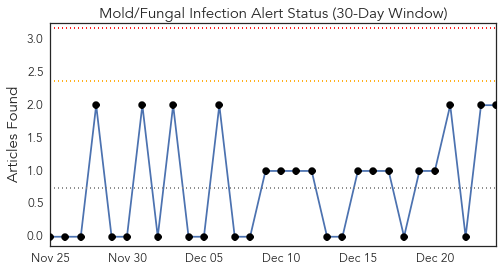 Mold/Fungal Infection Alert Status (30-Day Window)
Articles Found
3.0
2.5
2.0
1.5
1.0
0.5
0.0
Nov 25 Nov 30 Dec 05 Dec 10 Dec 15 Dec 20